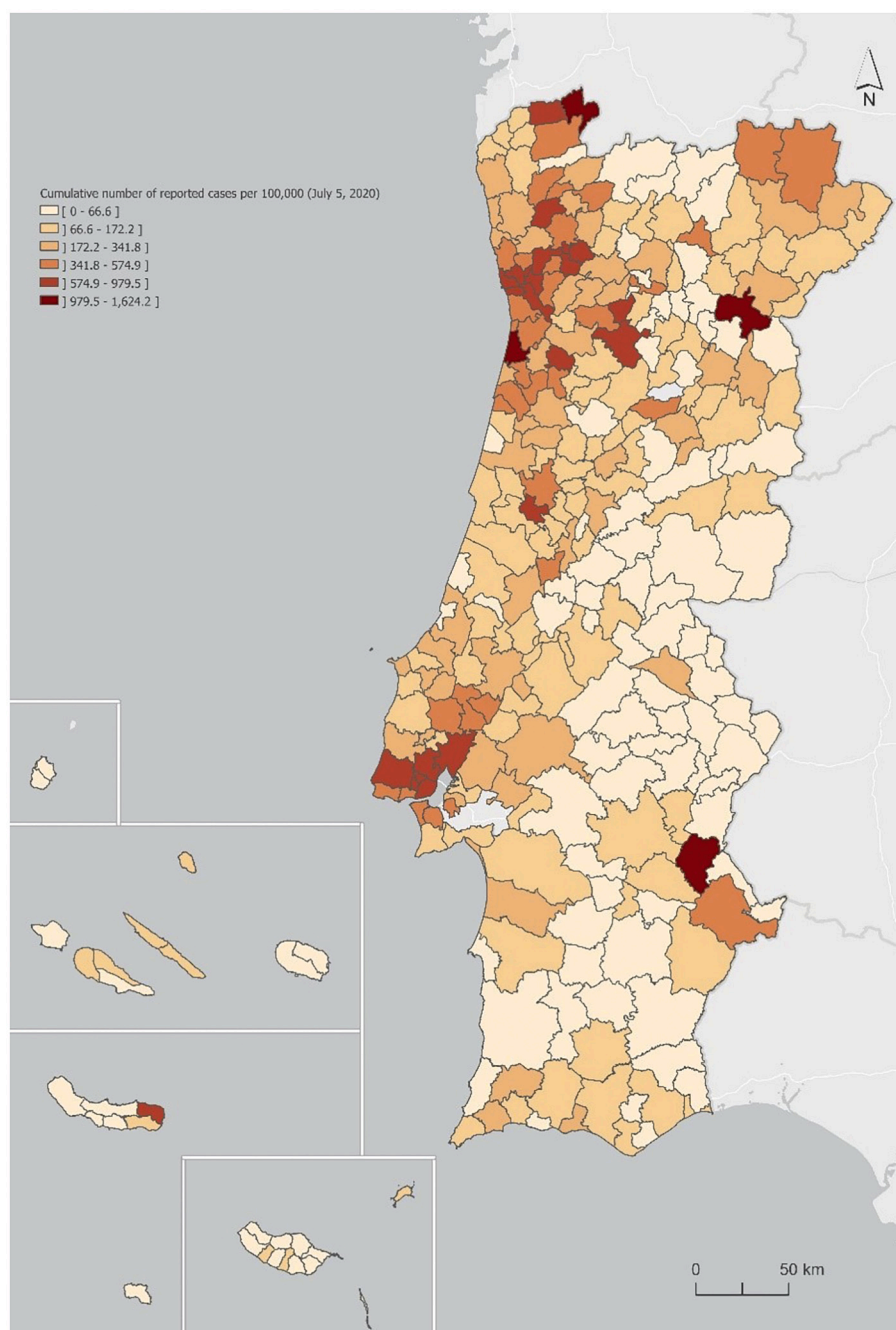 N
Cumulative number of reported cases per 100,000 (July 5, 2020)
[ 0 - 66.6 ]
] 66.6 - 172.2 ]
] 172.2 - 341.8 ]
] 341.8 - 574.9 ]
] 574.9 - 979.5 ]
] 979.5 - 1,624.2 ]
0 50 km